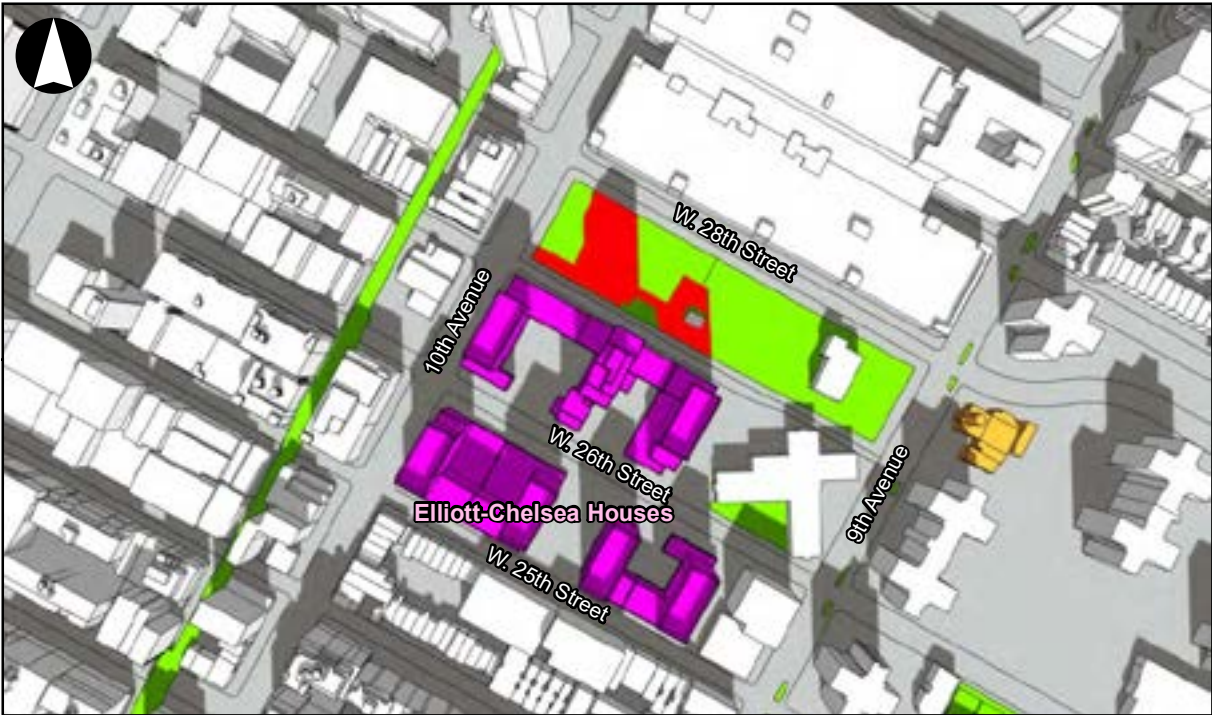 W. 28th Street
10th Avenue
W. 26th Street
9th Avenue
Elliott-Chelsea Houses
W. 25th Street